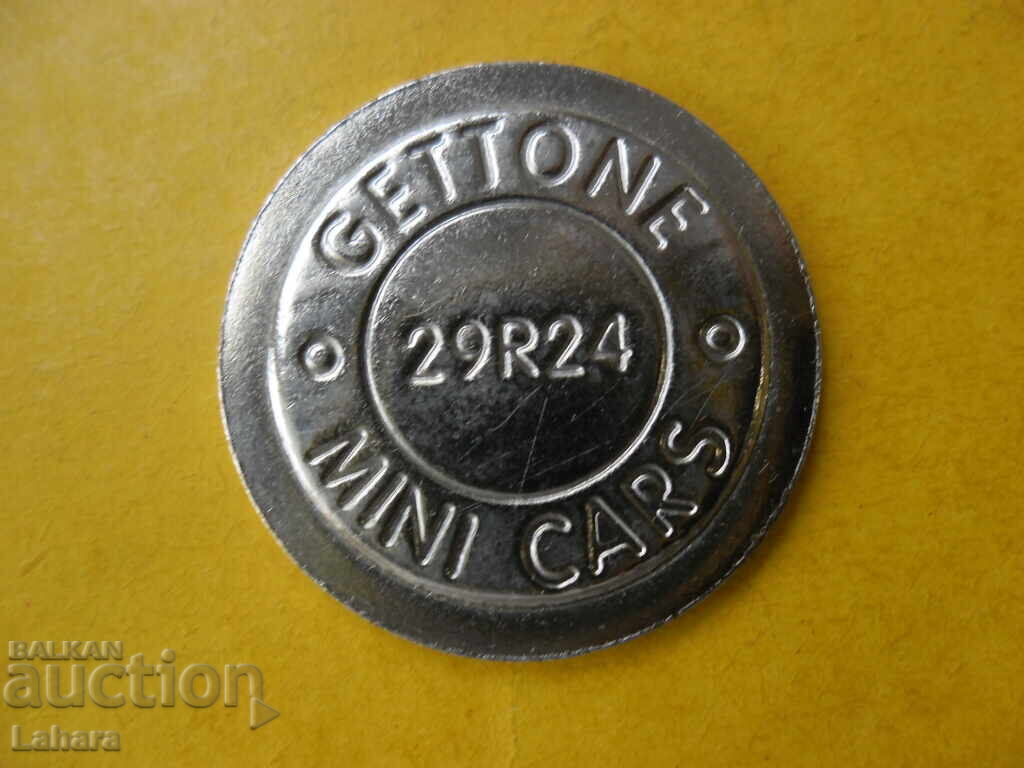 GETTONE
29R24
MINI CARS
BALKAN
auction
Lahara